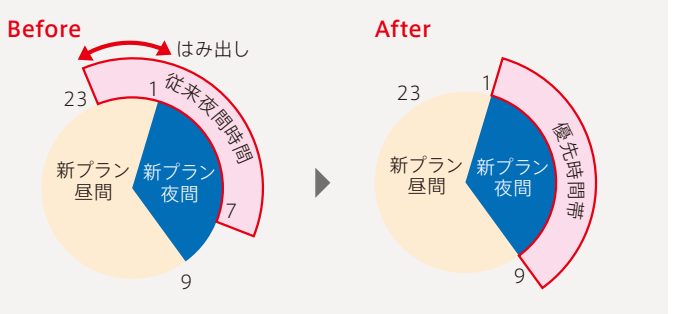 Before
はみ出し
23
1
従来夜間時間
新プラン
昼間
新プラン
夜間
7
9
After
23
1
優先時間帯
新プラン
昼間
新プラン
夜間
9